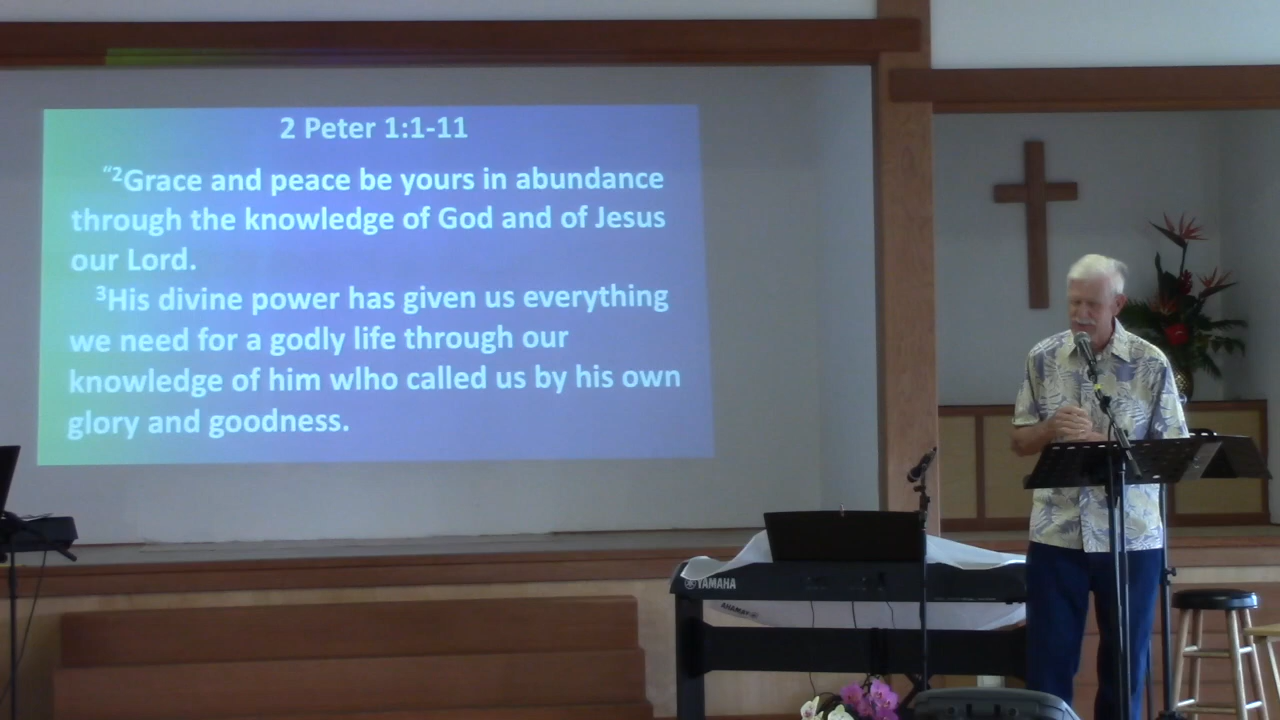 2 Peter 1:1-11
“²Grace and peace be yours in abundance
through the knowledge of God and of Jesus
our Lord.
³His divine power has given us everything
we need for a godly life through our
knowledge of him wlho called us by his own
glory and goodness.
YAMAHA
YAMAHA